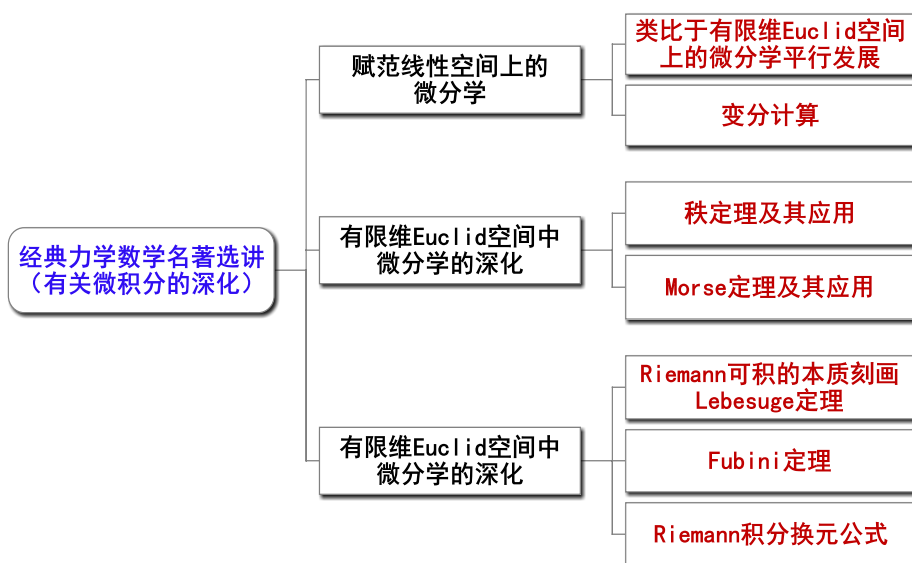 经典力学数学名著选讲
（有关微积分的深化）
赋范线性空间上的
微分学
类比于有限维Euclid空间
上的微分学平行发展
变分计算
有限维Euclid空间中
微分学的深化
秩定理及其应用
Morse定理及其应用
有限维Euclid空间中
微分学的深化
Riemann可积的本质刻画
Lebesuge定理
Fubini定理
Riemann积分换元公式